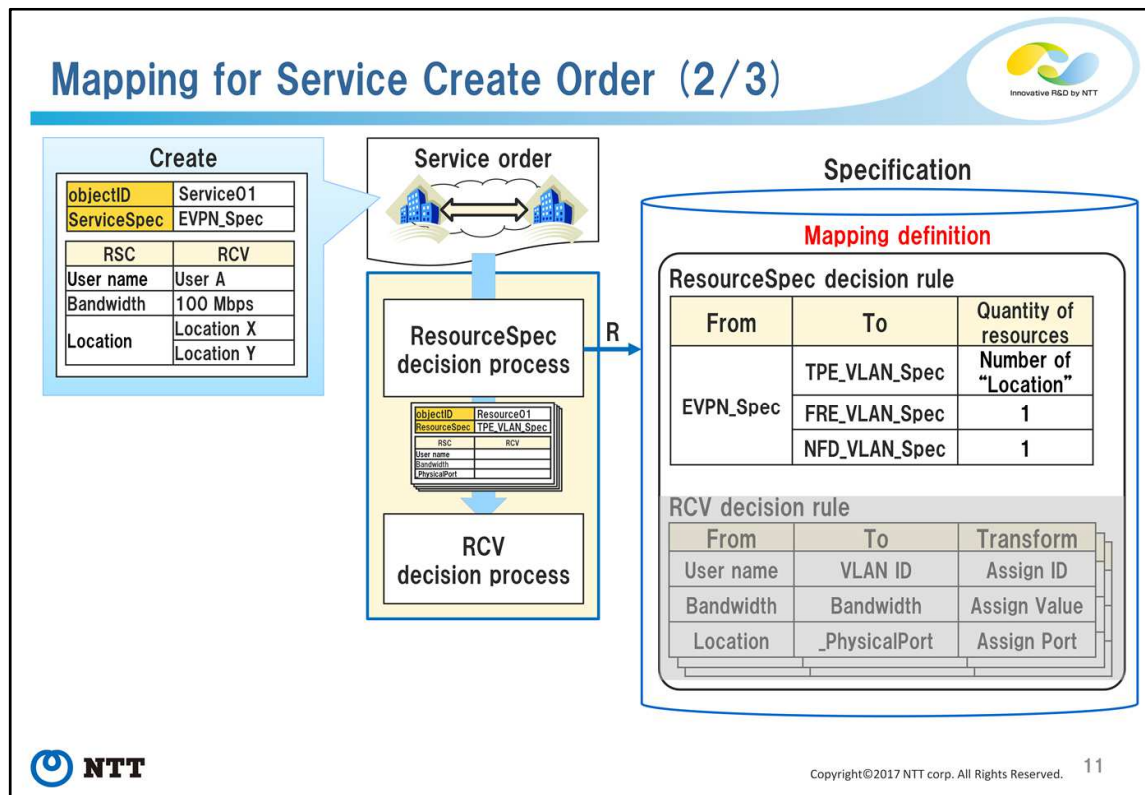 Mapping for Service Create Order (2/3)
Innovative R&D by NTT
Create
objectID Service01
ServiceSpec EVPN_Spec
RSC RCV
User name User A
Bandwidth 100 Mbps
Location Location X
Location Y
Service order
ResourceSpec
decision process
R
objectID Resource01
ResourceSpec TPE_VLAN_Spec
RSC RCV
User name
Bandwidth
_PhysicalPort
RCV
decision process
Specification
Mapping definition
ResourceSpec decision rule
From To Quantity of
resources
EVPN_Spec TPE_VLAN_Spec Number of
"Location"
FRE_VLAN_Spec 1
NFD_VLAN_Spec 1
RCV decision rule
From To Transform
User name VLAN ID Assign ID
Bandwidth Bandwidth Assign Value
Location _PhysicalPort Assign Port
NTT
Copyright©2017 NTT corp. All Rights Reserved. 11